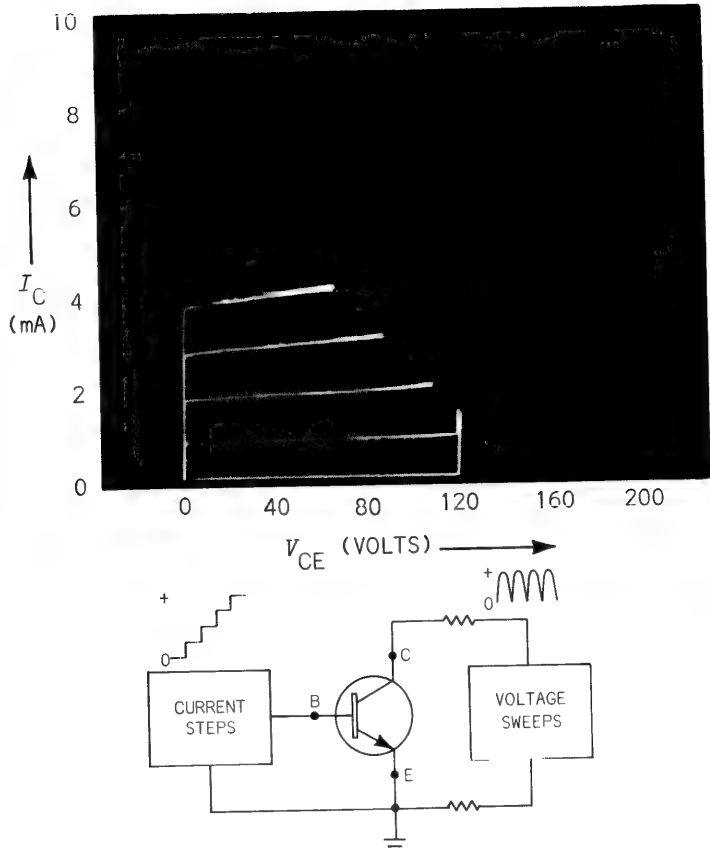 10
8
6
I_C
(mA)
4
2
0
0 40 80 120 160 200
V_CE (VOLTS)
+
0
+
0
C
CURRENT
STEPS
B
VOLTAGE
SWEEPS
E